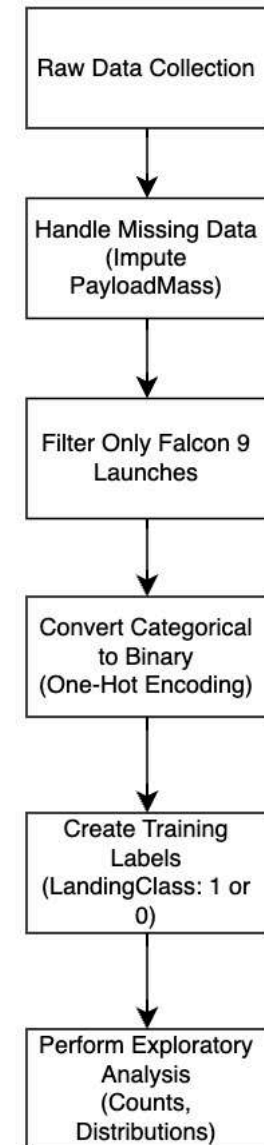 Raw Data Collection
Handle Missing Data
(Impute
PayloadMass)
Filter Only Falcon 9
Launches
Convert Categorical
to Binary
(One-Hot Encoding)
Create Training
Labels
(LandingClass: 1 or
0)
Perform Exploratory
Analysis
(Counts,
Distributions)